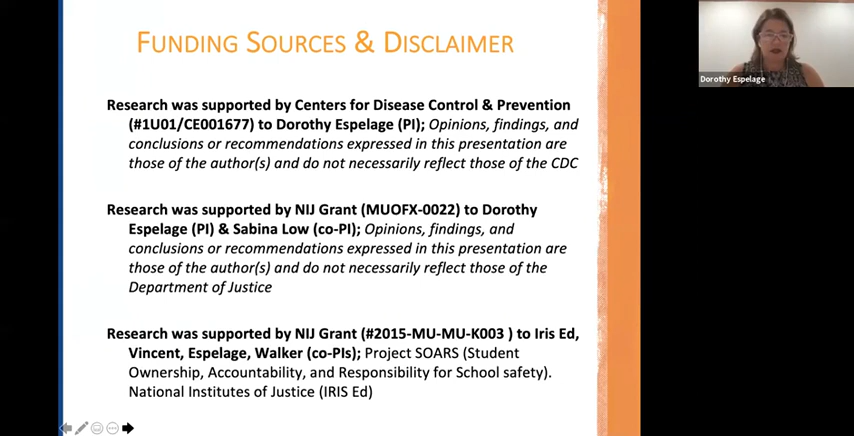 FUNDING SOURCES & DISCLAIMER
Dorothy Espelage
Research was supported by Centers for Disease Control & Prevention
(#1U01/CE001677) to Dorothy Espelage (PI); Opinions, findings, and
conclusions or recommendations expressed in this presentation are
those of the author(s) and do not necessarily reflect those of the CDC
Research was supported by NIJ Grant (MUOFX-0022) to Dorothy
Espelage (PI) & Sabina Low (co-PI); Opinions, findings, and
conclusions or recommendations expressed in this presentation are
those of the author(s) and do not necessarily reflect those of the
Department of Justice
Research was supported by NIJ Grant (#2015-MU-MU-K003 ) to Iris Ed,
Vincent, Espelage, Walker (co-PIs); Project SOARS (Student
Ownership, Accountability, and Responsibility for School safety).
National Institutes of Justice (IRIS Ed)